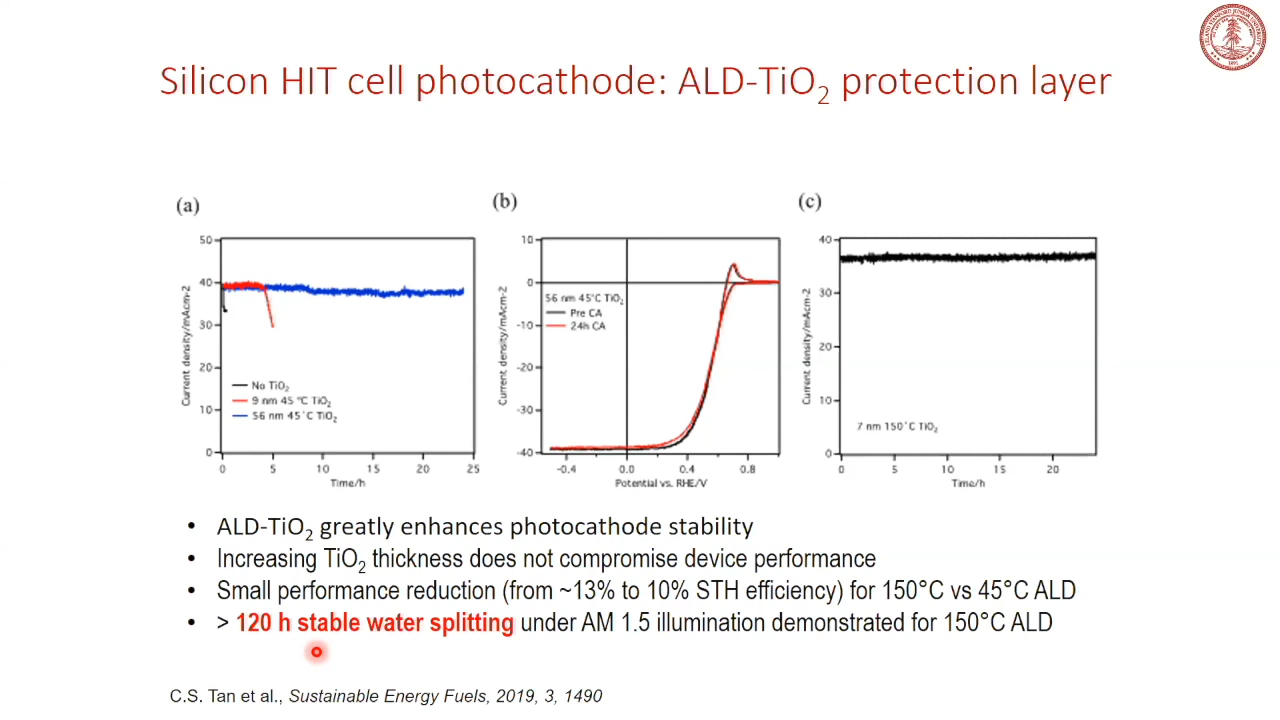 Silicon HIT cell photocathode: ALD-TiO2 protection layer
(a)
50
40
30
20
10
0
Current density/mAcm-2
No TiO2
9 nm 45 °C TiO2
56 nm 45°C TiO2
0 5 10 15 20 25
Time/h
(b)
10
0
-10
-20
-30
-40
Current density/mAcm-2
56 nm 45°C TiO2
Pre CA
24h CA
-0.4 0.0 0.4 0.8
Potential vs. RHE/V
(c)
40
30
20
10
0
Current density/mAcm-2
7 nm 150°C TiO2
0 5 10 15 20
Time/h
• ALD-TiO2 greatly enhances photocathode stability
• Increasing TiO2 thickness does not compromise device performance
• Small performance reduction (from ~13% to 10% STH efficiency) for 150°C vs 45°C ALD
• > 120 h stable water splitting under AM 1.5 illumination demonstrated for 150°C ALD
C.S. Tan et al., Sustainable Energy Fuels, 2019, 3, 1490